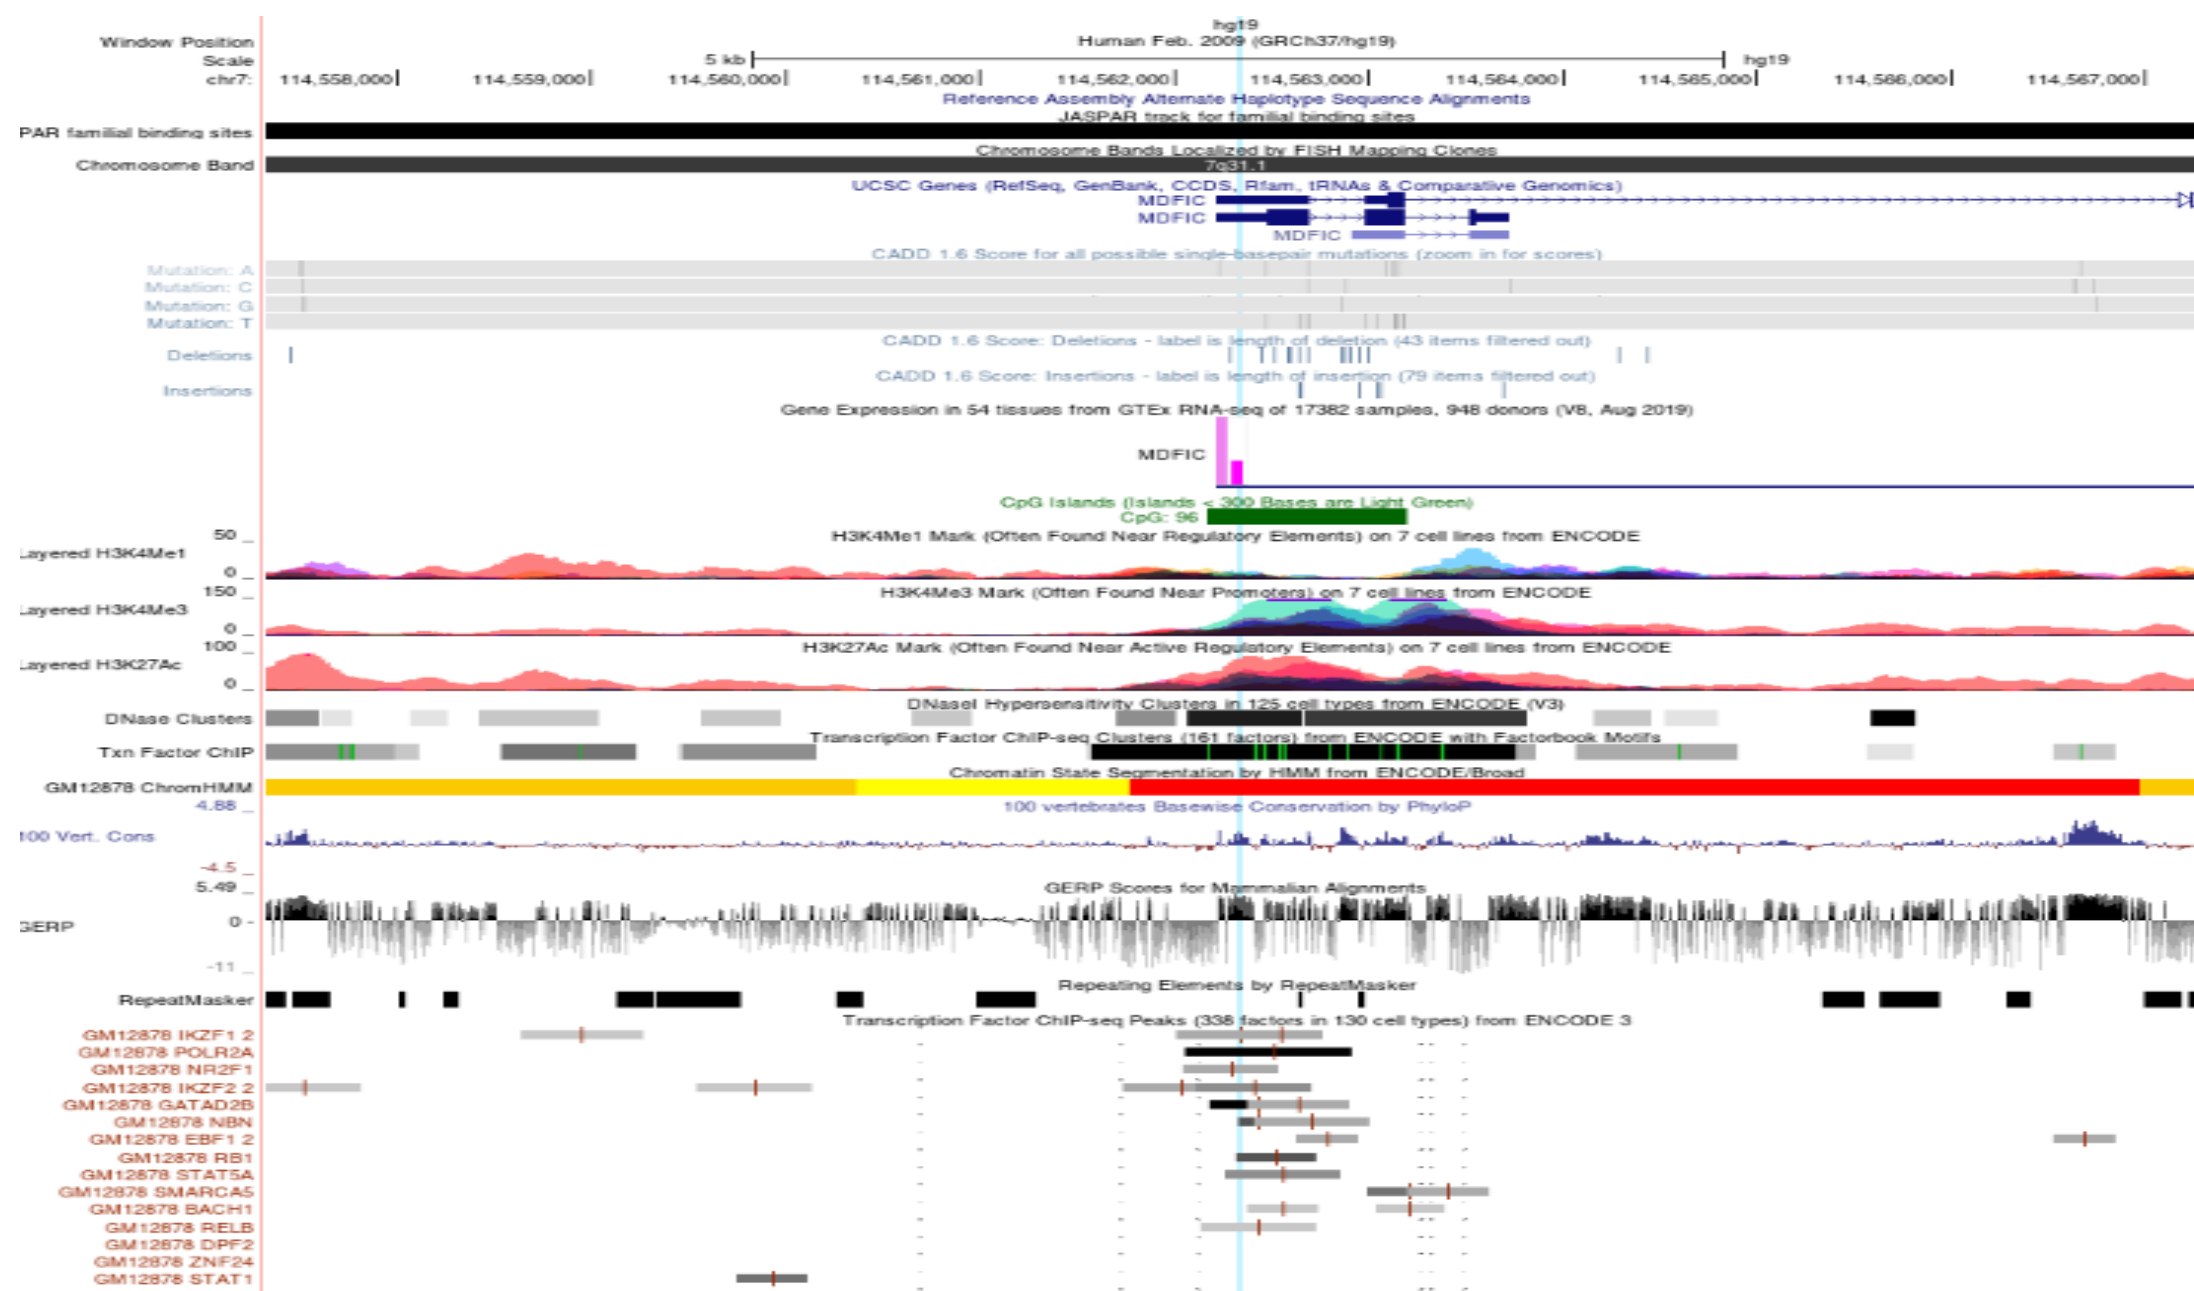 hg19
Window Position Human Feb. 2009 (GRCh37/hg19)
Scale 5 kb hg19
chr7: 114,558,000 114,559,000 114,560,000 114,561,000 114,562,000 114,563,000 114,564,000 114,565,000 114,566,000 114,567,000
Reference Assembly Alternate Haplotype Sequence Alignments
JASPAR track for familial binding sites
PAR familial binding sites
Chromosome Bands Localized by FISH Mapping Clones
Chromosome Band 7q31.1
UCSC Genes (RefSeq, GenBank, CCDS, Rfam, tRNAs & Comparative Genomics)
MDFIC
MDFIC
MDFIC
CADD 1.6 Score for all possible single-basepair mutations (zoom in for scores)
Mutation: A
Mutation: C
Mutation: G
Mutation: T
CADD 1.6 Score: Deletions - label is length of deletion (43 items filtered out)
Deletions
CADD 1.6 Score: Insertions - label is length of insertion (79 items filtered out)
Insertions
Gene Expression in 54 tissues from GTEx RNA-seq of 17382 samples, 948 donors (V8, Aug 2019)
MDFIC
CpG Islands (Islands < 300 Bases are Light Green)
CpG: 96
50 _
H3K4Me1 Mark (Often Found Near Regulatory Elements) on 7 cell lines from ENCODE
Layered H3K4Me1
0 _
150 _
H3K4Me3 Mark (Often Found Near Promoters) on 7 cell lines from ENCODE
Layered H3K4Me3
0 _
100 _
H3K27Ac Mark (Often Found Near Active Regulatory Elements) on 7 cell lines from ENCODE
Layered H3K27Ac
0 _
DNaseI Hypersensitivity Clusters in 125 cell types from ENCODE (V3)
DNase Clusters
Transcription Factor ChIP-seq Clusters (161 factors) from ENCODE with Factorbook Motifs
Txn Factor ChIP
Chromatin State Segmentation by HMM from ENCODE/Broad
GM12878 ChromHMM
4.88 _
100 vertebrates Basewise Conservation by PhyloP
100 Vert. Cons
-4.5 _
5.49 _
GERP Scores for Mammalian Alignments
GERP
0 -
-11 _
Repeating Elements by RepeatMasker
RepeatMasker
Transcription Factor ChIP-seq Peaks (338 factors in 130 cell types) from ENCODE 3
GM12878 IKZF1 2
GM12878 POLR2A
GM12878 NR2F1
GM12878 IKZF2 2
GM12878 GATAD2B
GM12878 NBN
GM12878 EBF1 2
GM12878 RB1
GM12878 STAT5A
GM12878 SMARCA5
GM12878 BACH1
GM12878 RELB
GM12878 DPF2
GM12878 ZNF24
GM12878 STAT1